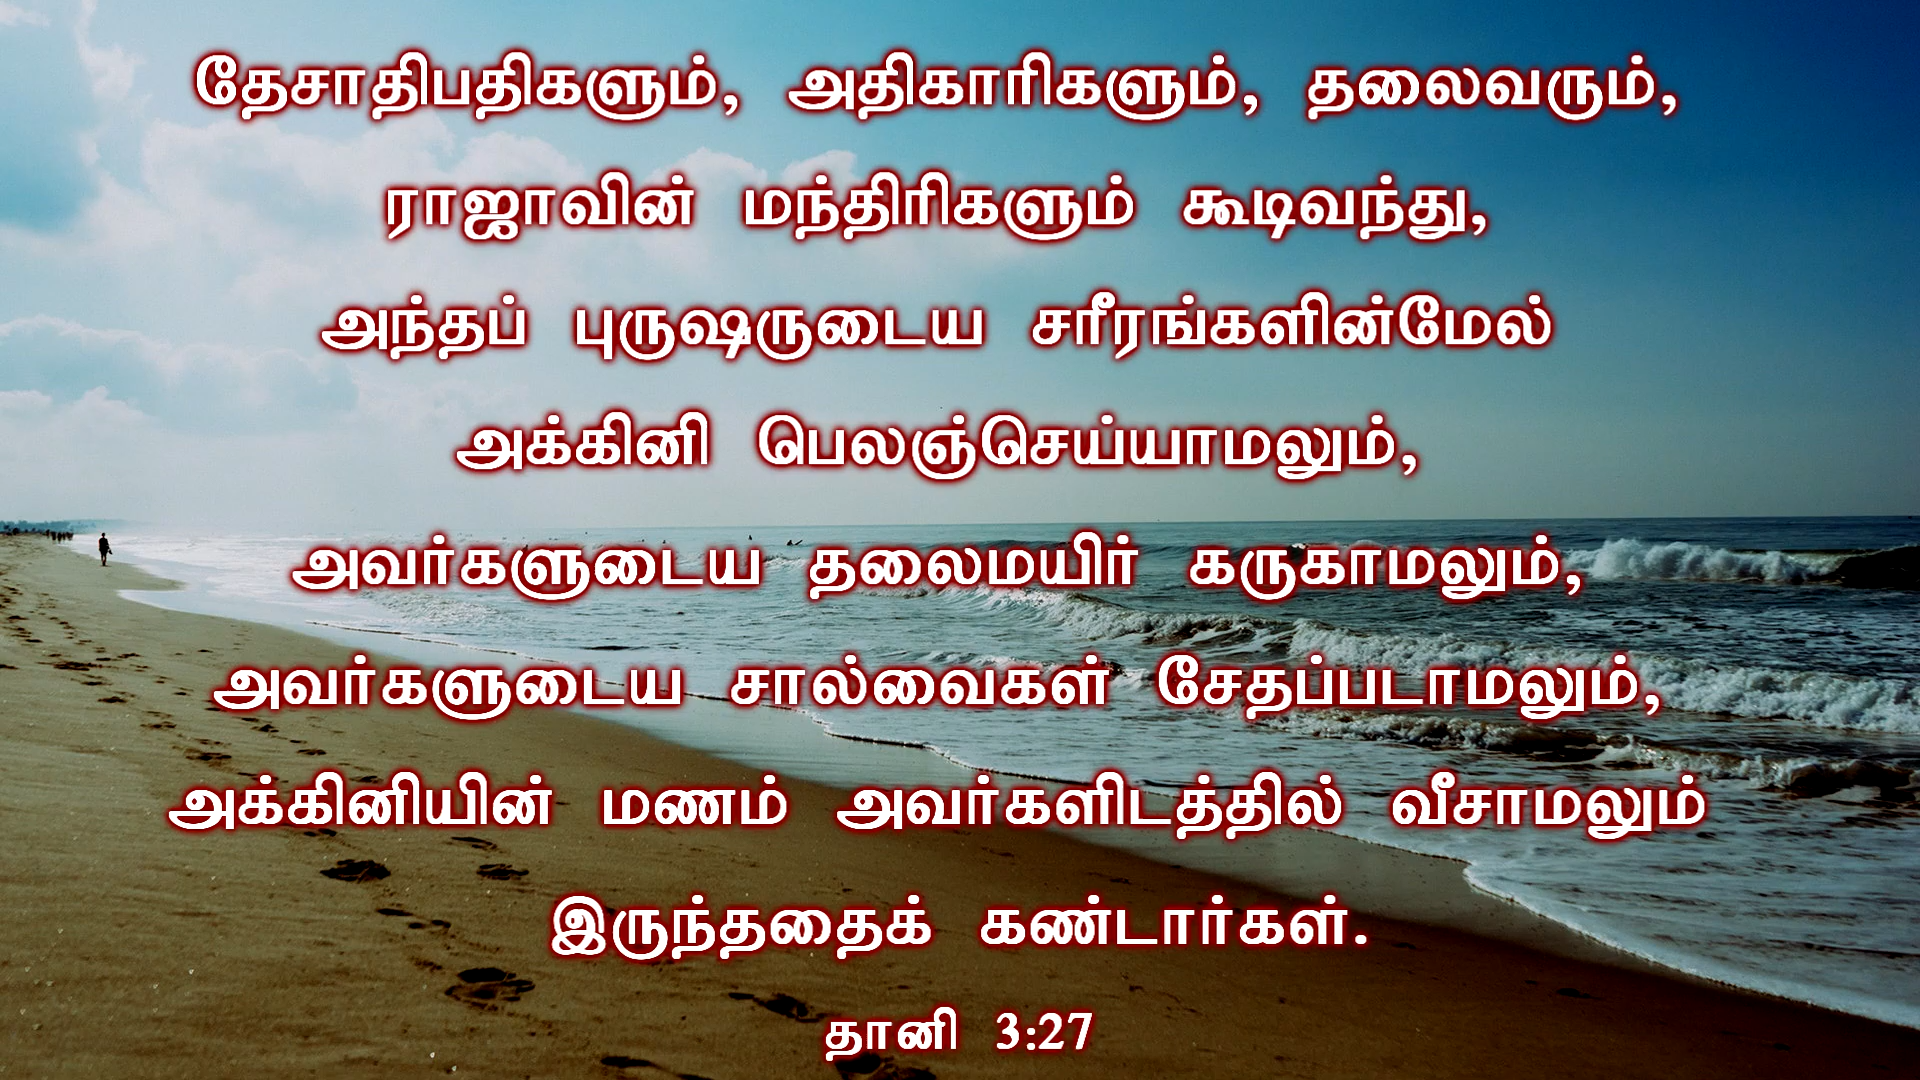 தேசாதிபதிகளும், அதிகாரிகளும், தலைவரும்,
ராஜாவின் மந்திரிகளும் கூடிவந்து,
அந்தப் புருஷருடைய சரீரங்களின்மேல்
அக்கினி பெலஞ்செய்யாமலும்,
அவர்களுடைய தலைமயிர் கருகாமலும்,
அவர்களுடைய சால்வைகள் சேதப்படாமலும்,
அக்கினியின் மணம் அவர்களிடத்தில் வீசாமலும்
இருந்ததைக் கண்டார்கள்.
தானி 3:27